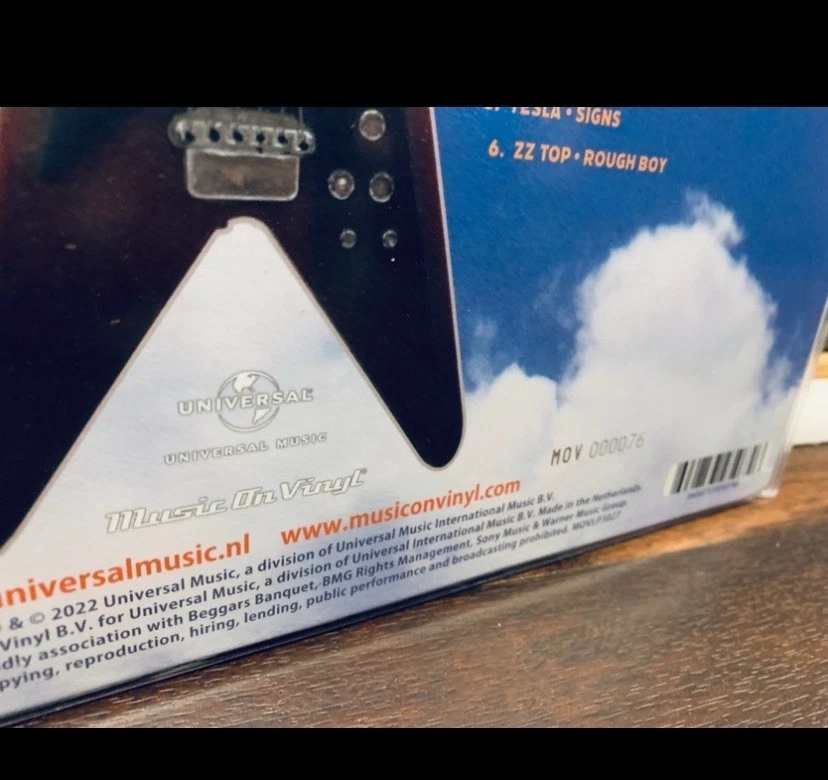 TESLA • SIGNS
6. ZZ TOP • ROUGH BOY
UNIVERSAL
UNIVERSAL MUSIC
Music On Vinyl
MOV 000076
niversalmusic.nl www.musiconvinyl.com
& © 2022 Universal Music, a division of Universal Music International Music B.V.
Vinyl B.V. for Universal Music, a division of Universal International Music B.V. Made in the Netherlands.
dly association with Beggars Banquet, BMG Rights Management, Sony Music & Warner Music Group.
pying, reproduction, hiring, lending, public performance and broadcasting prohibited.